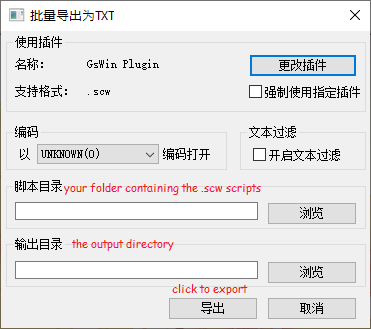 批量导出为TXT
使用插件
名称: GsWin Plugin 更改插件
支持格式: .scw 强制使用指定插件
编码 文本过滤
以 UNKNOWN(0) 编码打开 开启文本过滤
脚本目录 your folder containing the .scw scripts
浏览
输出目录 the output directory
浏览
click to export
导出 取消